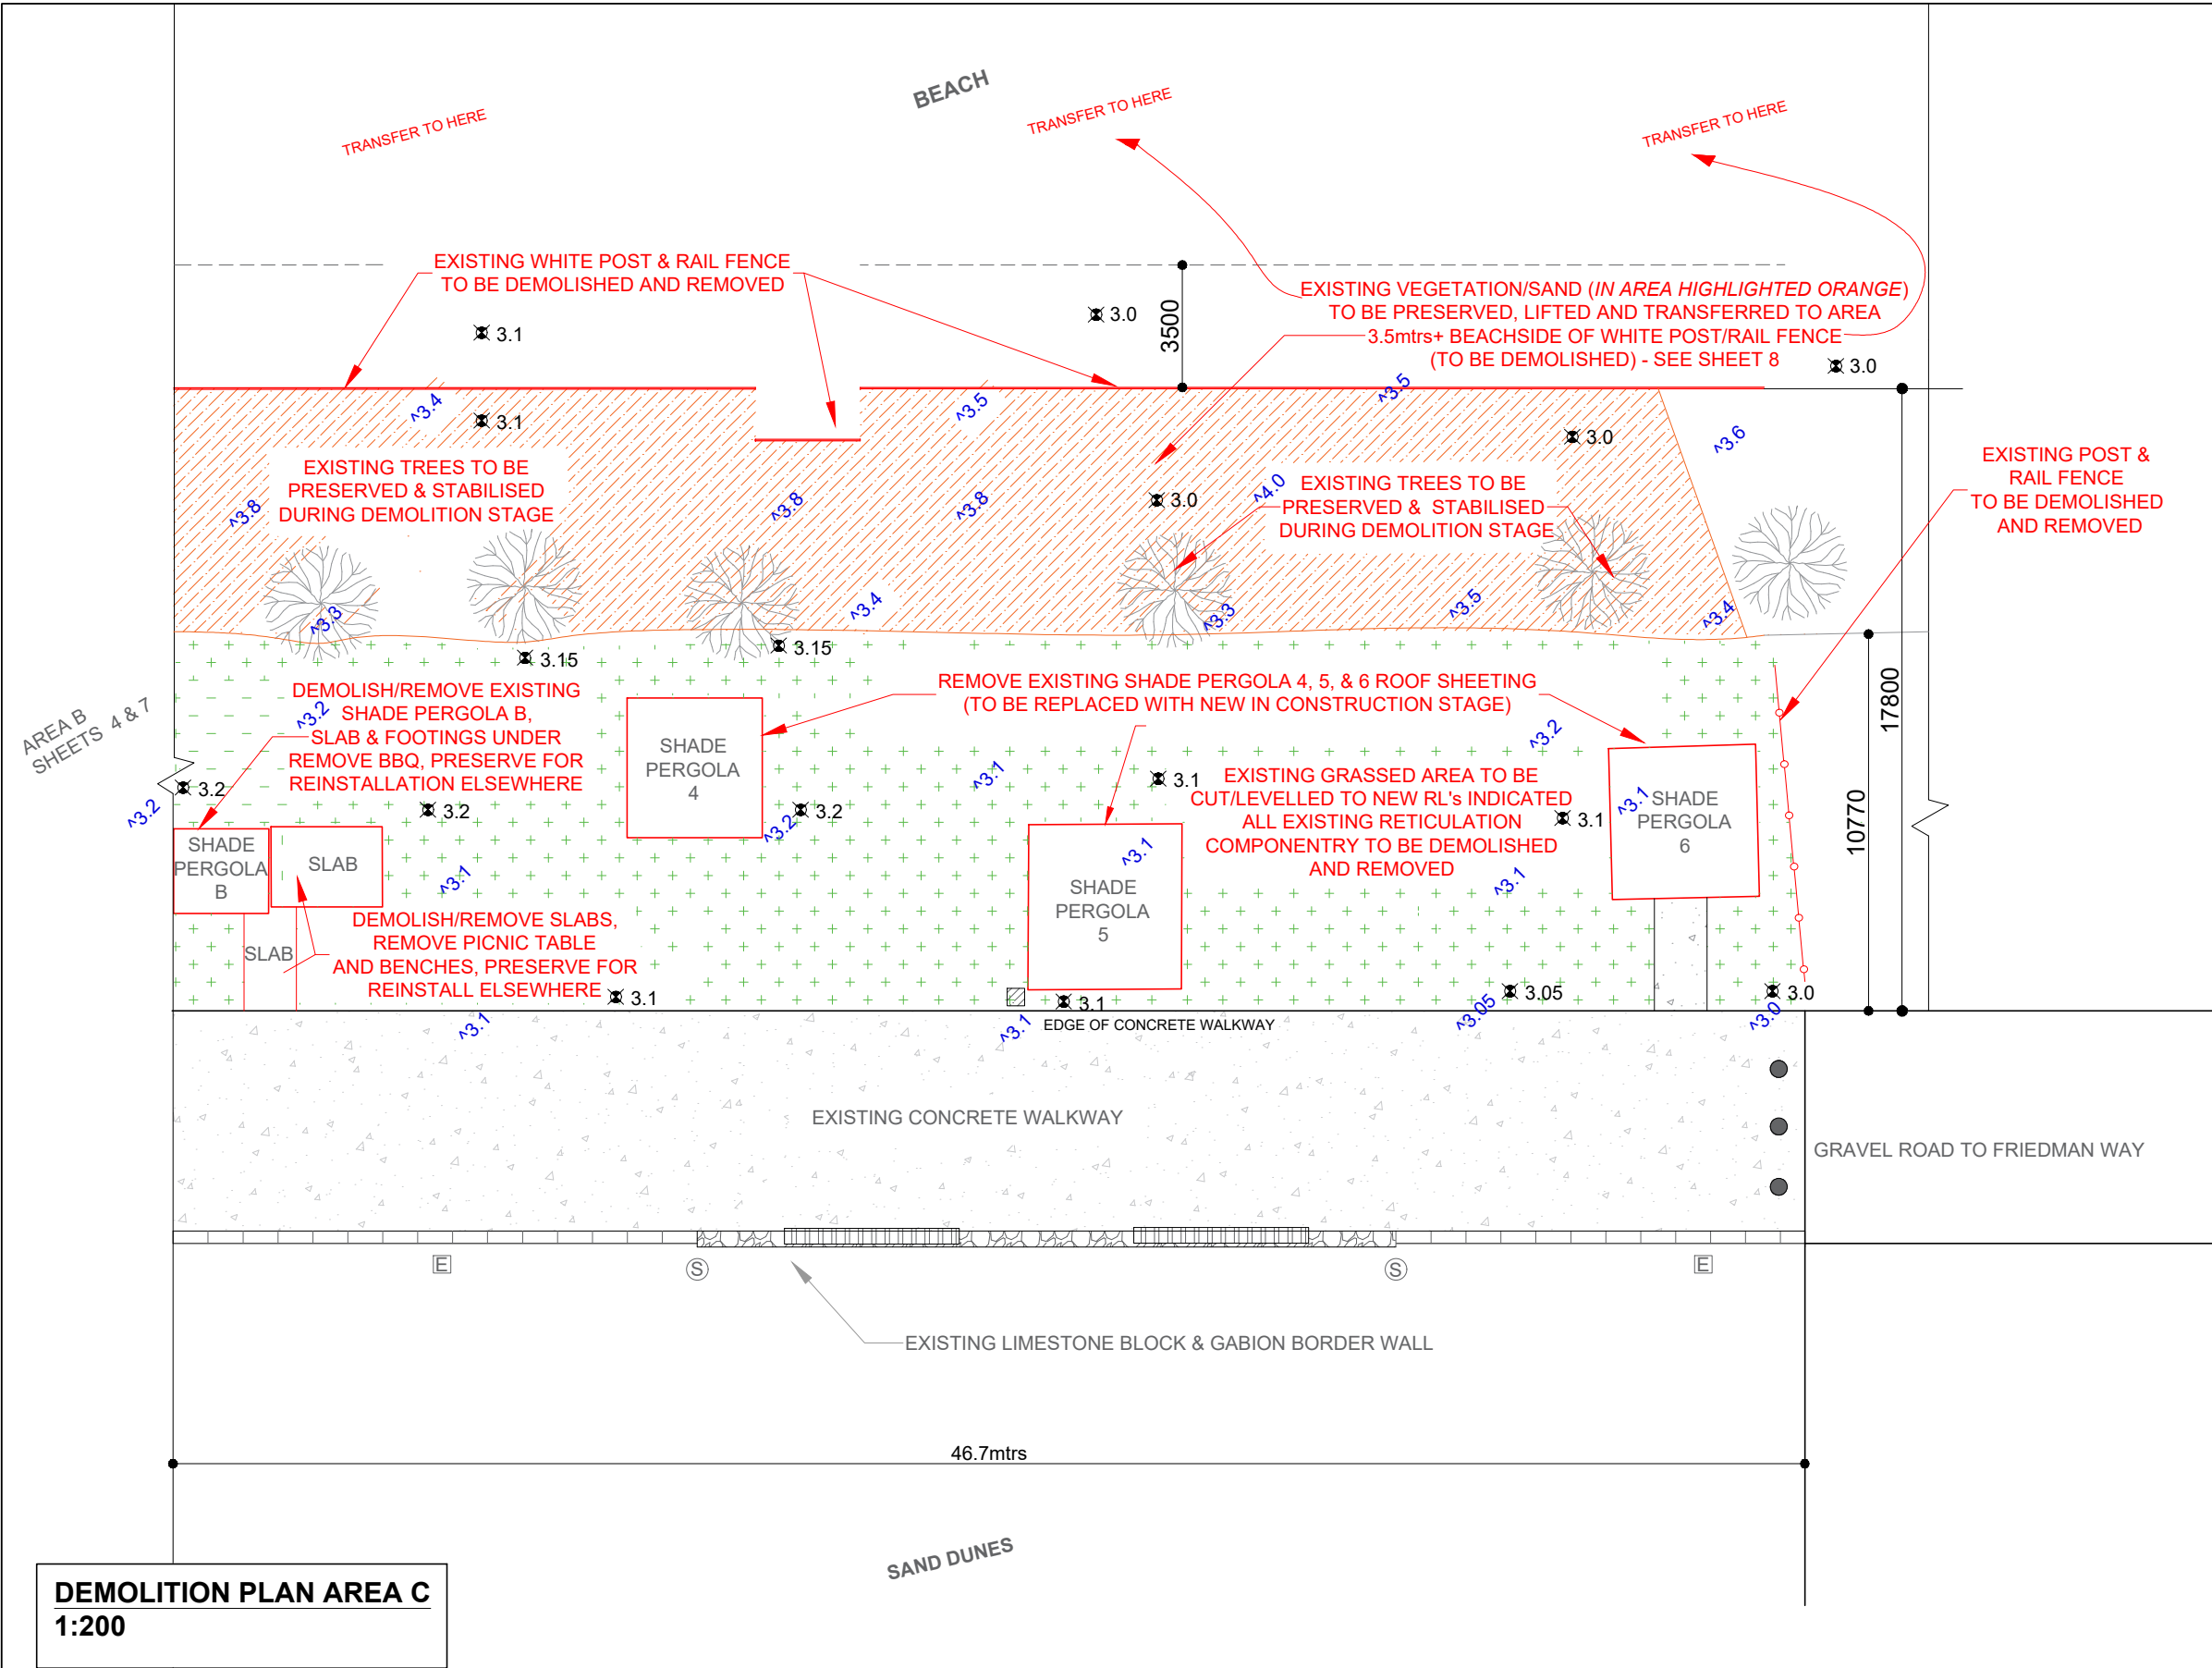 BEACH
TRANSFER TO HERE
TRANSFER TO HERE
TRANSFER TO HERE
EXISTING WHITE POST & RAIL FENCE
TO BE DEMOLISHED AND REMOVED
3.1
3.0
3500
EXISTING VEGETATION/SAND (IN AREA HIGHLIGHTED ORANGE)
TO BE PRESERVED, LIFTED AND TRANSFERRED TO AREA
3.5mtrs+ BEACHSIDE OF WHITE POST/RAIL FENCE
(TO BE DEMOLISHED) - SEE SHEET 8
3.0
^3.4
3.1
^3.5
^3.5
3.0
^3.6
EXISTING POST &
RAIL FENCE
TO BE DEMOLISHED
AND REMOVED
EXISTING TREES TO BE
PRESERVED & STABILISED
DURING DEMOLITION STAGE
^3.8
^3.8
^3.8
3.0
^4.0
EXISTING TREES TO BE
PRESERVED & STABILISED
DURING DEMOLITION STAGE
^3.3
^3.4
^3.3
^3.5
^3.4
3.15
3.15
AREA B
SHEETS 4 & 7
DEMOLISH/REMOVE EXISTING
SHADE PERGOLA B,
SLAB & FOOTINGS UNDER
REMOVE BBQ, PRESERVE FOR
REINSTALLATION ELSEWHERE
^3.2
REMOVE EXISTING SHADE PERGOLA 4, 5, & 6 ROOF SHEETING
(TO BE REPLACED WITH NEW IN CONSTRUCTION STAGE)
17800
10770
SHADE
PERGOLA
4
^3.2
^3.1
3.1
EXISTING GRASSED AREA TO BE
CUT/LEVELLED TO NEW RL's INDICATED
ALL EXISTING RETICULATION
COMPONENTRY TO BE DEMOLISHED
AND REMOVED
3.2
^3.2
3.2
3.2
^3.2
3.1
^3.1
SHADE
PERGOLA
6
SHADE
PERGOLA
B
SLAB
^3.1
^3.1
SHADE
PERGOLA
5
^3.1
DEMOLISH/REMOVE SLABS,
REMOVE PICNIC TABLE
AND BENCHES, PRESERVE FOR
REINSTALL ELSEWHERE
SLAB
3.1
3.1
3.05
3.0
^3.1
^3.1
EDGE OF CONCRETE WALKWAY
^3.05
^3.0
EXISTING CONCRETE WALKWAY
GRAVEL ROAD TO FRIEDMAN WAY
E
S
S
E
EXISTING LIMESTONE BLOCK & GABION BORDER WALL
46.7mtrs
SAND DUNES
DEMOLITION PLAN AREA C
1:200